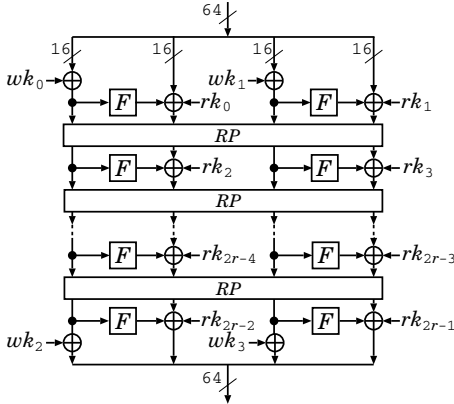 64
16 16 16 16
wk₀ wk₁
F rk₀ F rk₁
RP
F rk₂ F rk₃
RP
F rk₂ᵣ₋₄ F rk₂ᵣ₋₃
RP
F rk₂ᵣ₋₂ F rk₂ᵣ₋₁
wk₂ wk₃
64